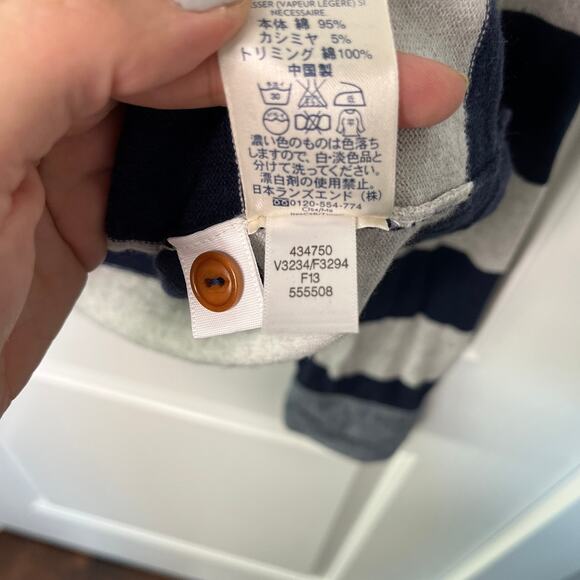 SSER (VAPEUR LÉGÈRE) SI
NÉCESSAIRE.
本体 綿 95%
カシミヤ 5%
トリミング 綿100%
中国製
30
濃い色のものは色落ち
しますので、白・淡色品と
分けて洗ってください。
漂白剤の使用禁止。
日本ランズエンド(株)
0120-554-774
434750
V3234/F3294
F13
555508